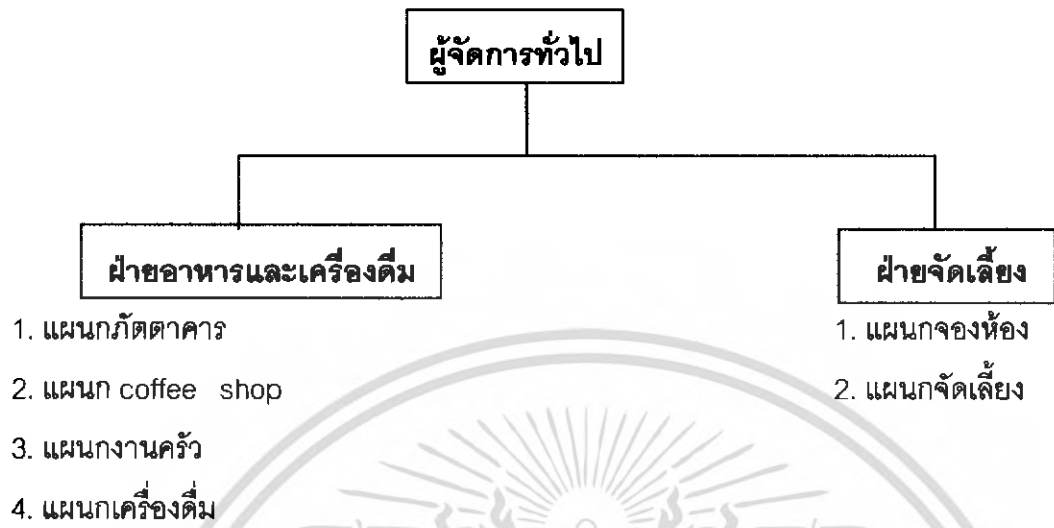 ผู้จัดการทั่วไป
ฝ่ายอาหารและเครื่องดื่ม
1. แผนกภัตตาคาร
2. แผนก coffee shop
3. แผนกงานครัว
4. แผนกเครื่องดื่ม
ฝ่ายจัดเลี้ยง
1. แผนกจองห้อง
2. แผนกจัดเลี้ยง